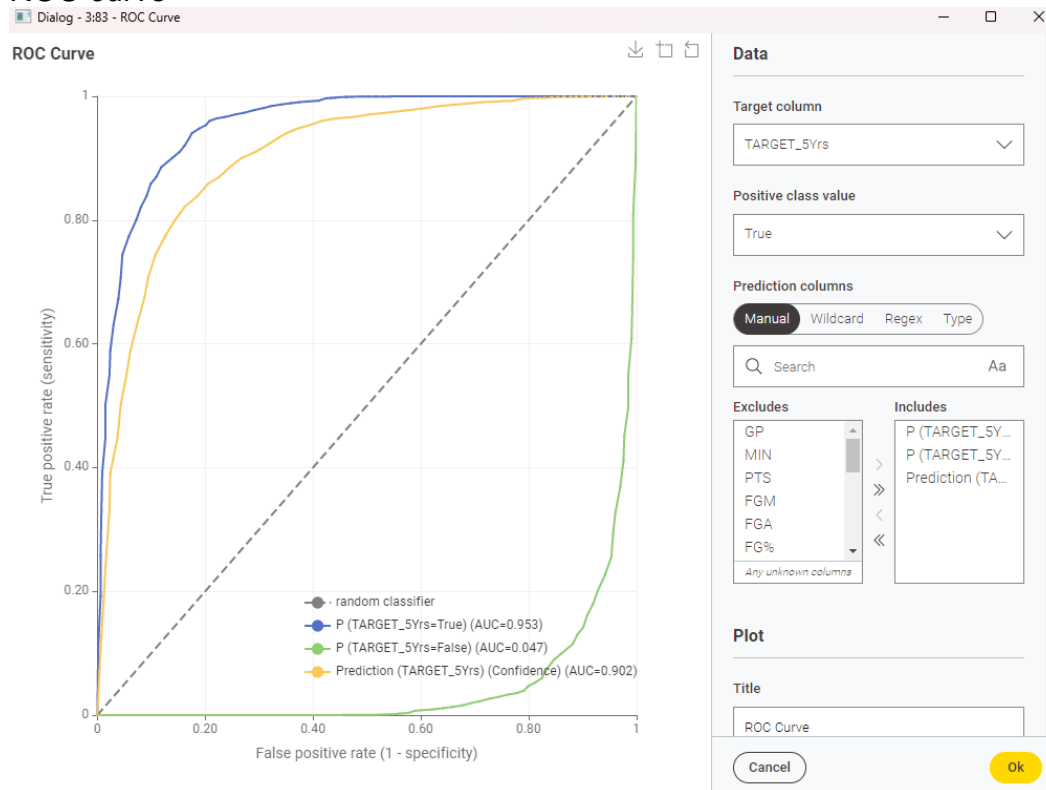 ROC curve
Dialog - 3:83 - ROC Curve
ROC Curve
1
0.80
0.60
0.40
0.20
0
0
0.20
0.40
0.60
0.80
1
True positive rate (sensitivity)
False positive rate (1 - specificity)
random classifier
P (TARGET_5Yrs=True) (AUC=0.953)
P (TARGET_5Yrs=False) (AUC=0.047)
Prediction (TARGET_5Yrs) (Confidence) (AUC=0.902)
Data
Target column
TARGET_5Yrs
Positive class value
True
Prediction columns
Manual Wildcard Regex Type
Search Aa
Excludes
GP
MIN
PTS
FGM
FGA
FG%
Any unknown columns
Includes
P (TARGET_5Y...
P (TARGET_5Y...
Prediction (TA...
Plot
Title
ROC Curve
Cancel Ok